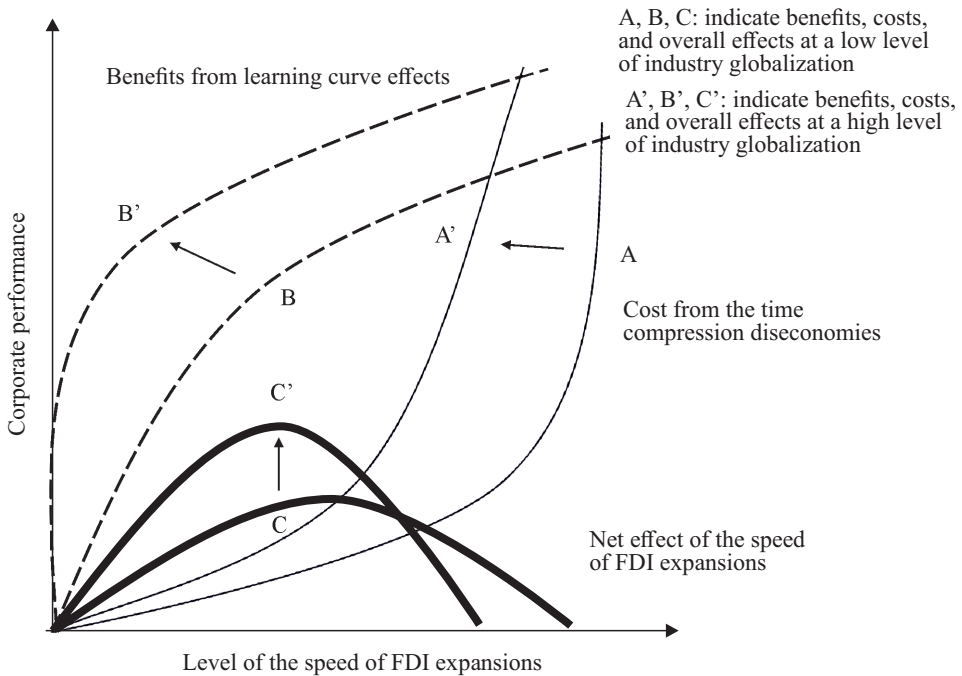 A, B, C: indicate benefits, costs,
and overall effects at a low level
of industry globalization
Benefits from learning curve effects
A’, B’, C’: indicate benefits, costs,
and overall effects at a high level
of industry globalization
B’
A’
A
B
Cost from the time
compression diseconomies
Corporate performance
C’
C
Net effect of the speed
of FDI expansions
Level of the speed of FDI expansions